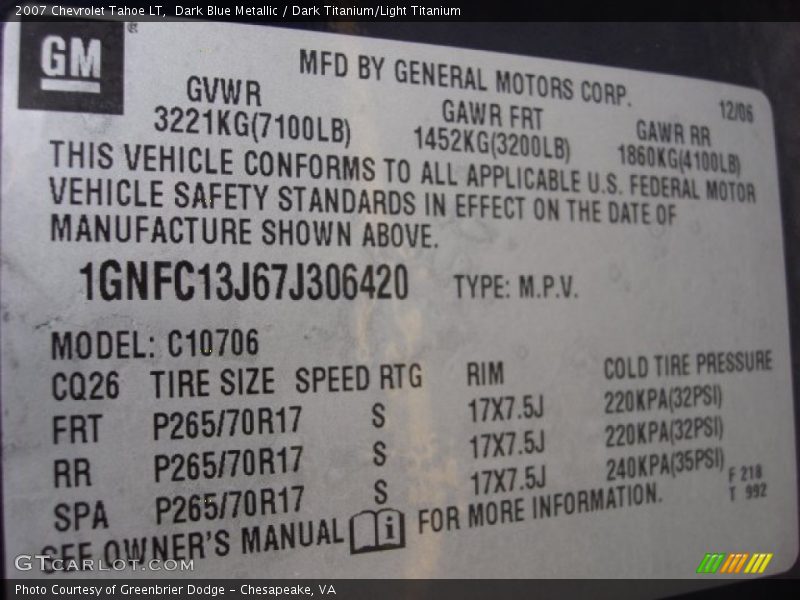 2007 Chevrolet Tahoe LT,  Dark Blue Metallic / Dark Titanium/Light Titanium
GM
®
MFD BY GENERAL MOTORS CORP.
12/06
GVWR GAWR FRT GAWR RR
3221KG(7100LB) 1452KG(3200LB) 1860KG(4100LB)
THIS VEHICLE CONFORMS TO ALL APPLICABLE U.S. FEDERAL MOTOR
VEHICLE SAFETY STANDARDS IN EFFECT ON THE DATE OF
MANUFACTURE SHOWN ABOVE.
1GNFC13J67J306420 TYPE: M.P.V.
MODEL: C10706
CQ26 TIRE SIZE SPEED RTG RIM COLD TIRE PRESSURE
FRT P265/70R17 S 17X7.5J 220KPA(32PSI)
RR P265/70R17 S 17X7.5J 220KPA(32PSI)
SPA P265/70R17 S 17X7.5J 240KPA(35PSI)
F 218
T 992
SEE OWNER'S MANUAL i FOR MORE INFORMATION.
GTcarlot.com
Photo Courtesy of Greenbrier Dodge - Chesapeake, VA